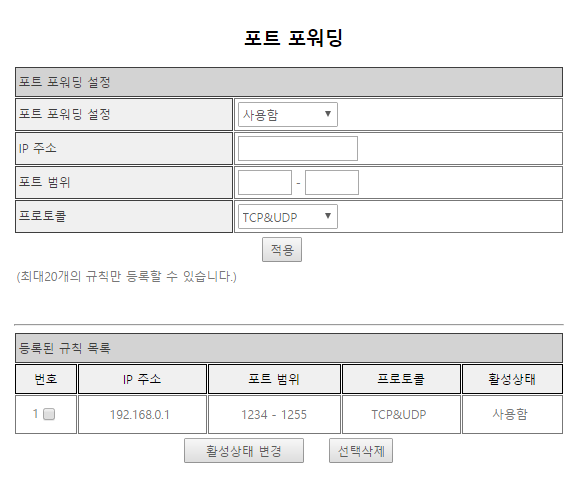 포트 포워딩
포트 포워딩 설정
포트 포워딩 설정 사용함
IP 주소
포트 범위 -
프로토콜 TCP&UDP
적용
(최대20개의 규칙만 등록할 수 있습니다.)
등록된 규칙 목록
번호 IP 주소 포트 범위 프로토콜 활성상태
1 192.168.0.1 1234 - 1255 TCP&UDP 사용함
활성상태 변경 선택삭제